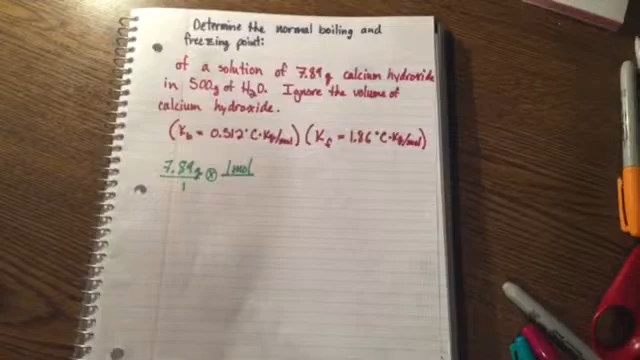 Determine the normal boiling and
freezing point:
of a solution of 7.89g calcium hydroxide
in 500g of H₂O. Ignore the volume of
calcium hydroxide.
(Kb = 0.512°C·Kg/mol) (Kf = 1.86°C·Kg/mol)
7.89g ⊗ 1mol
1